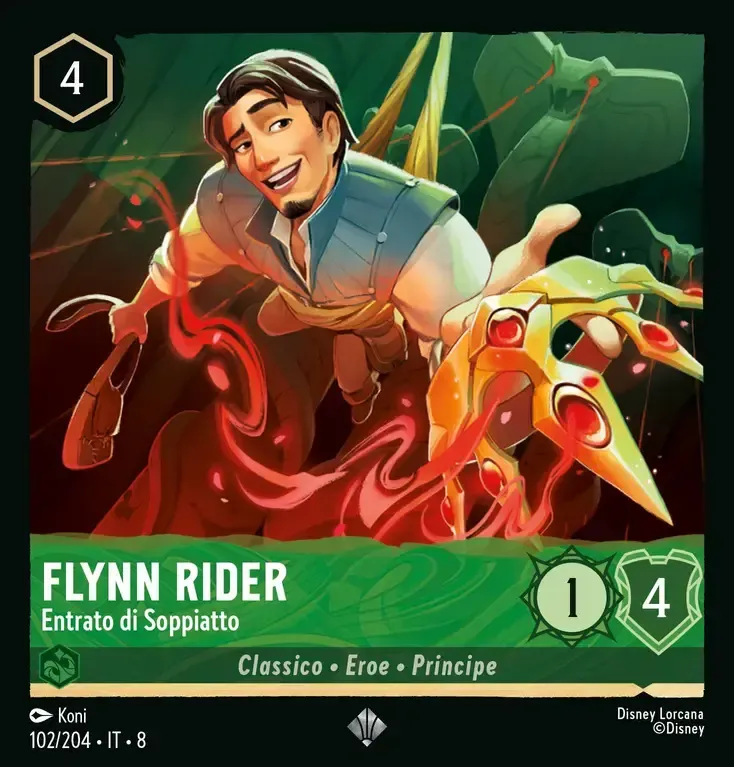 4
FLYNN RIDER
Entrato di Soppiatto
1
4
Classico • Eroe • Principe
Koni
102/204 • IT • 8
Disney Lorcana
©Disney